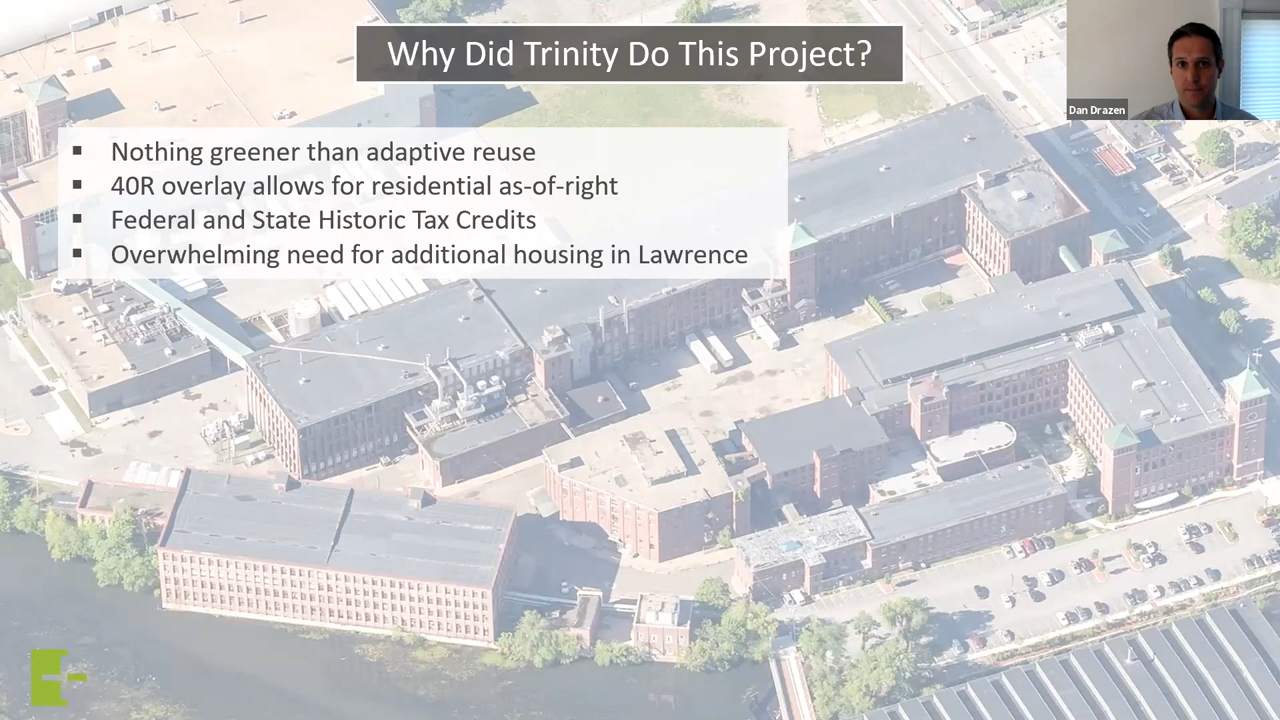 Why Did Trinity Do This Project?
Dan Drazen
▪ Nothing greener than adaptive reuse
▪ 40R overlay allows for residential as-of-right
▪ Federal and State Historic Tax Credits
▪ Overwhelming need for additional housing in Lawrence